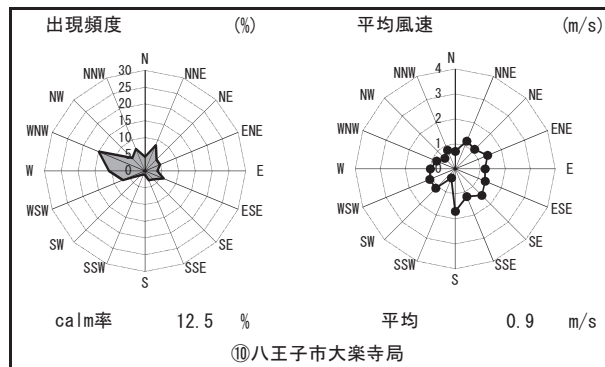 出現頻度 (%)
N
NNE
NE
ENE
E
ESE
SE
SSE
S
SSW
SW
WSW
W
WNW
NW
NNW
30
25
20
15
10
5
0
calm率 12.5 %
平均風速 (m/s)
N
NNE
NE
ENE
E
ESE
SE
SSE
S
SSW
SW
WSW
W
WNW
NW
NNW
4
3
2
1
0
平均 0.9 m/s
⑩八王子市大楽寺局